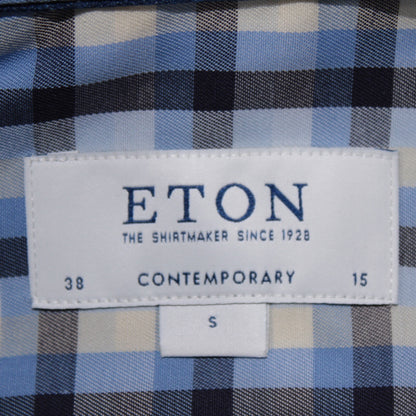 ETON
THE SHIRTMAKER SINCE 1928
38 CONTEMPORARY 15
S